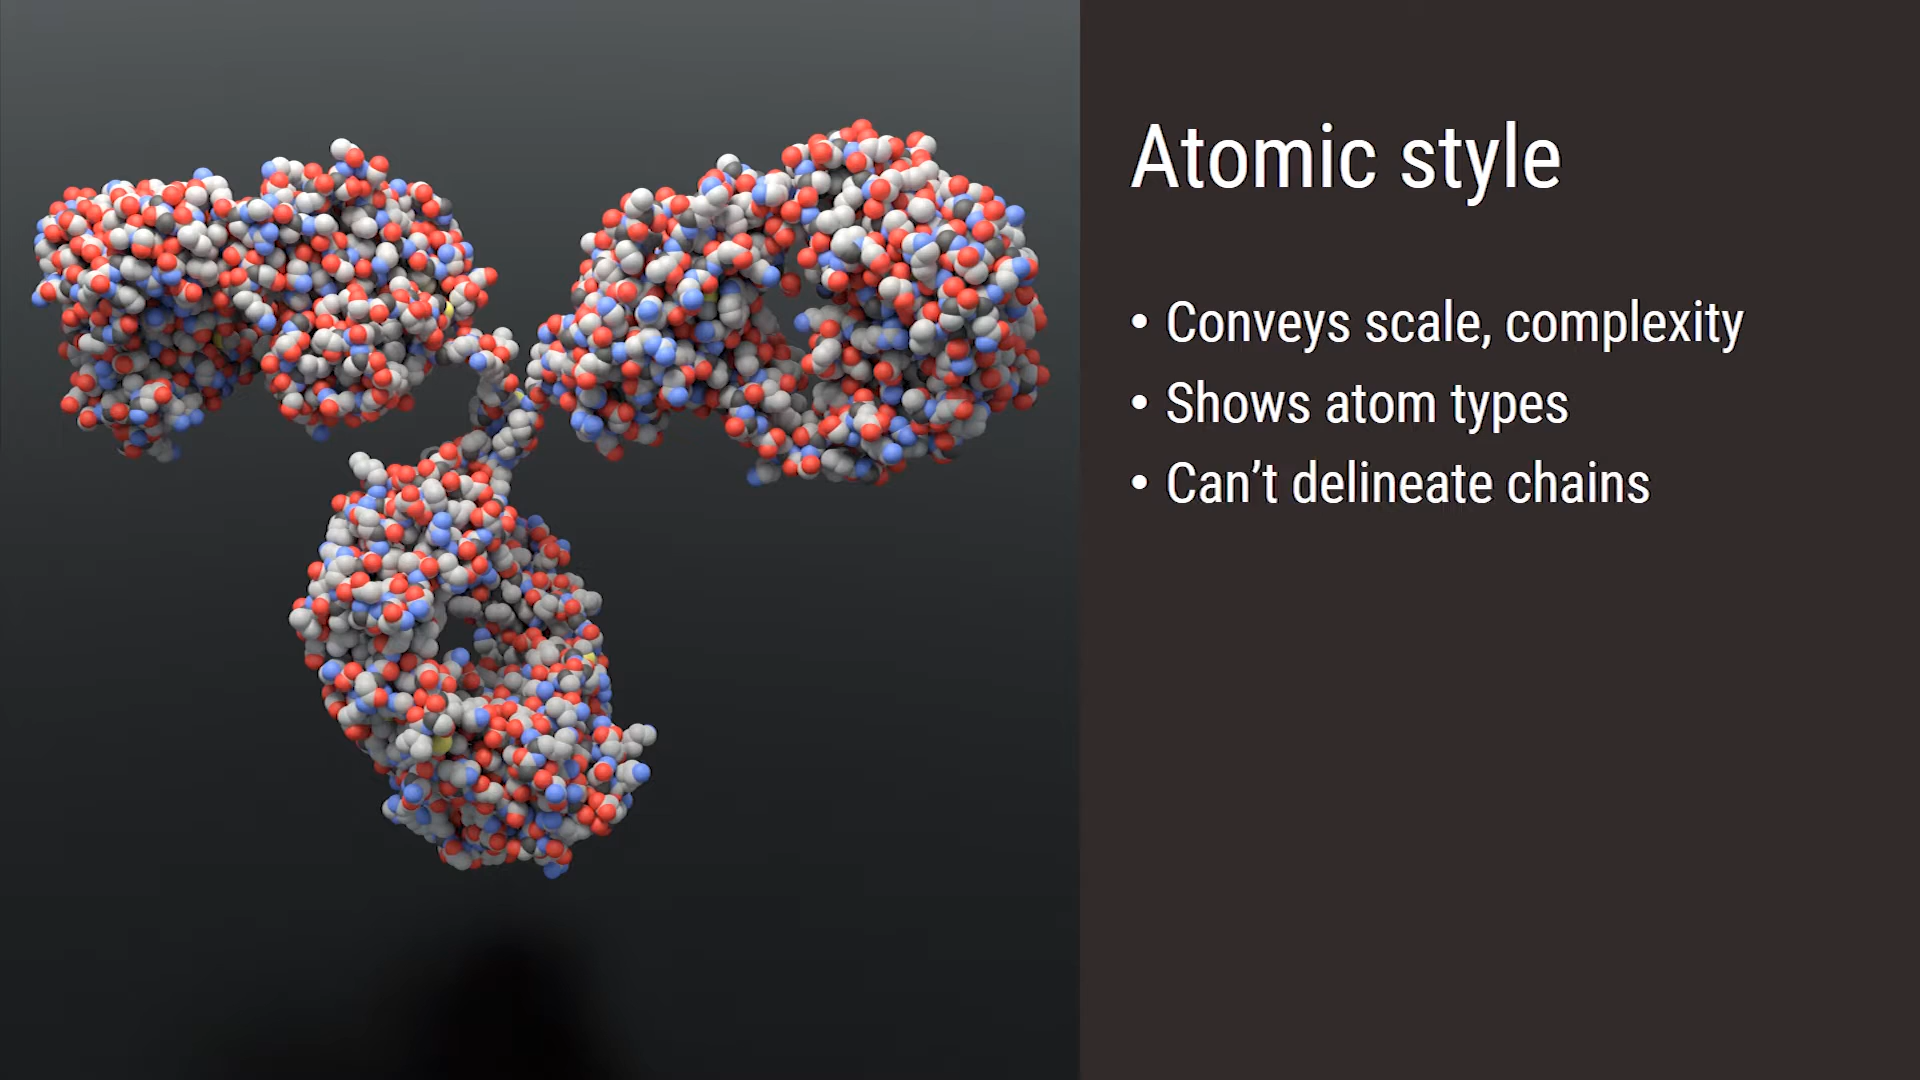 Atomic style
• Conveys scale, complexity
• Shows atom types
• Can’t delineate chains